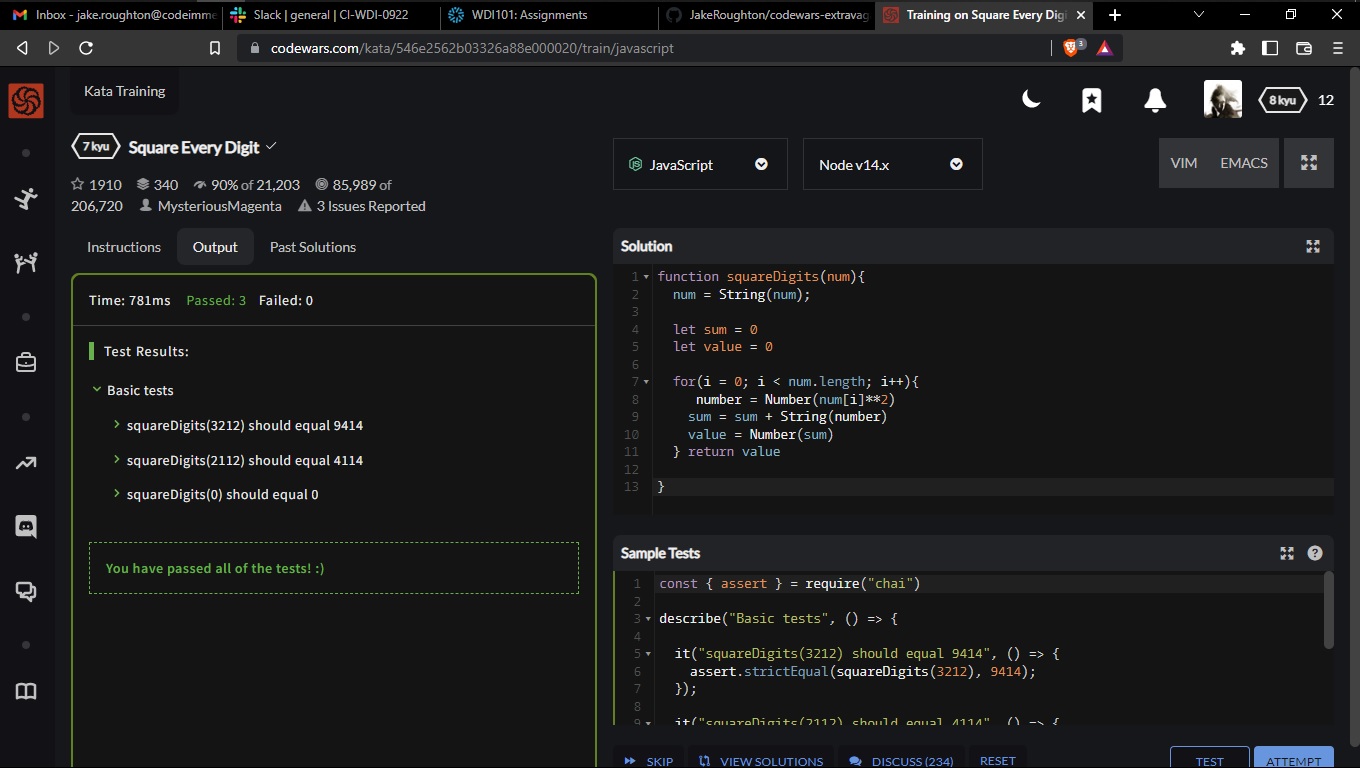 Inbox - jake.roughton@codeimme
Slack | general | CI-WDI-0922
WDI101: Assignments
JakeRoughton/codewars-extravag
Training on Square Every Digi
codewars.com/kata/546e2562b03326a88e000020/train/javascript
3
Kata Training
8 kyu
12
7 kyu
Square Every Digit
1910 340 90% of 21,203 85,989 of
206,720 MysteriousMagenta 3 Issues Reported
JavaScript
Node v14.x
VIM
EMACS
Instructions
Output
Past Solutions
Time: 781ms Passed: 3 Failed: 0
Test Results:
Basic tests
squareDigits(3212) should equal 9414
squareDigits(2112) should equal 4114
squareDigits(0) should equal 0
You have passed all of the tests! :)
Solution
1 function squareDigits(num){
2 num = String(num);
3
4 let sum = 0
5 let value = 0
6
7 for(i = 0; i < num.length; i++){
8 number = Number(num[i]**2)
9 sum = sum + String(number)
10 value = Number(sum)
11 } return value
12
13 }
Sample Tests
1 const { assert } = require("chai")
2
3 describe("Basic tests", () => {
4
5 it("squareDigits(3212) should equal 9414", () => {
6 assert.strictEqual(squareDigits(3212), 9414);
7 });
8
9 it("squareDigits(2112) should equal 4114", () => {
SKIP
VIEW SOLUTIONS
DISCUSS (234)
RESET
TEST
ATTEMPT